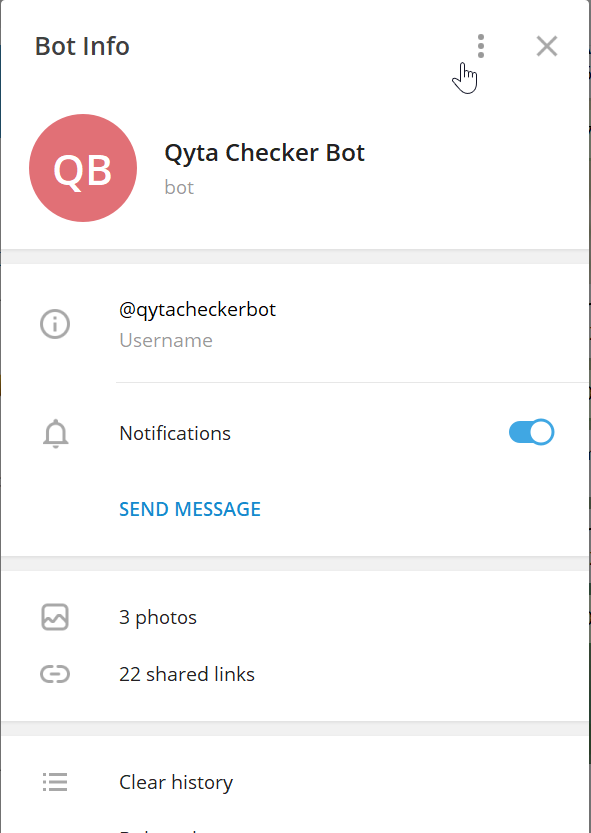 Bot Info
QB
Qyta Checker Bot
bot
@qytacheckerbot
Username
Notifications
SEND MESSAGE
3 photos
22 shared links
Clear history